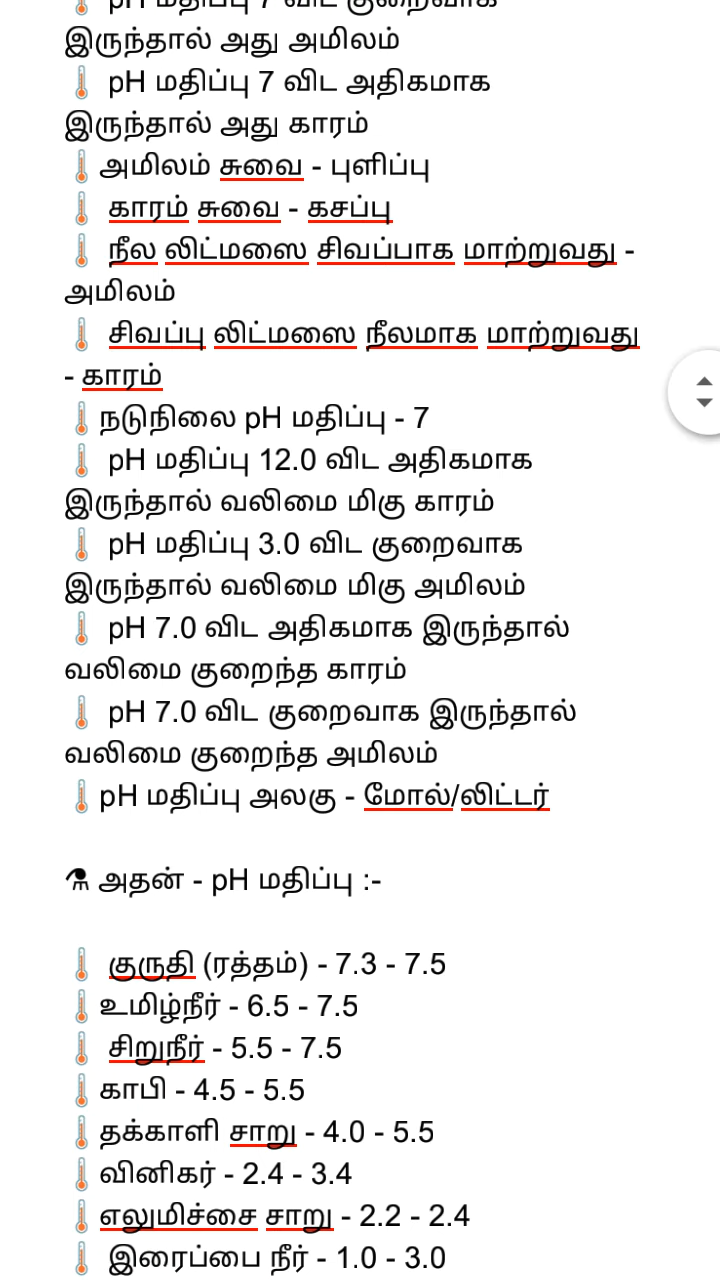 🌡 pH மதிப்பு 7 விட குறைவாக
இருந்தால் அது அமிலம்
🌡 pH மதிப்பு 7 விட அதிகமாக
இருந்தால் அது காரம்
🌡அமிலம் சுவை - புளிப்பு
🌡 காரம் சுவை - கசப்பு
🌡 நீல லிட்மஸை சிவப்பாக மாற்றுவது -
அமிலம்
🌡 சிவப்பு லிட்மஸை நீலமாக மாற்றுவது
- காரம்
🌡நடுநிலை pH மதிப்பு - 7
🌡 pH மதிப்பு 12.0 விட அதிகமாக
இருந்தால் வலிமை மிகு காரம்
🌡 pH மதிப்பு 3.0 விட குறைவாக
இருந்தால் வலிமை மிகு அமிலம்
🌡 pH 7.0 விட அதிகமாக இருந்தால்
வலிமை குறைந்த காரம்
🌡 pH 7.0 விட குறைவாக இருந்தால்
வலிமை குறைந்த அமிலம்
🌡pH மதிப்பு அலகு - மோல்/லிட்டர்
⚗ அதன் - pH மதிப்பு :-
🌡 குருதி (ரத்தம்) - 7.3 - 7.5
🌡உமிழ்நீர் - 6.5 - 7.5
🌡 சிறுநீர் - 5.5 - 7.5
🌡காபி - 4.5 - 5.5
🌡தக்காளி சாறு - 4.0 - 5.5
🌡வினிகர் - 2.4 - 3.4
🌡எலுமிச்சை சாறு - 2.2 - 2.4
🌡 இரைப்பை நீர் - 1.0 - 3.0